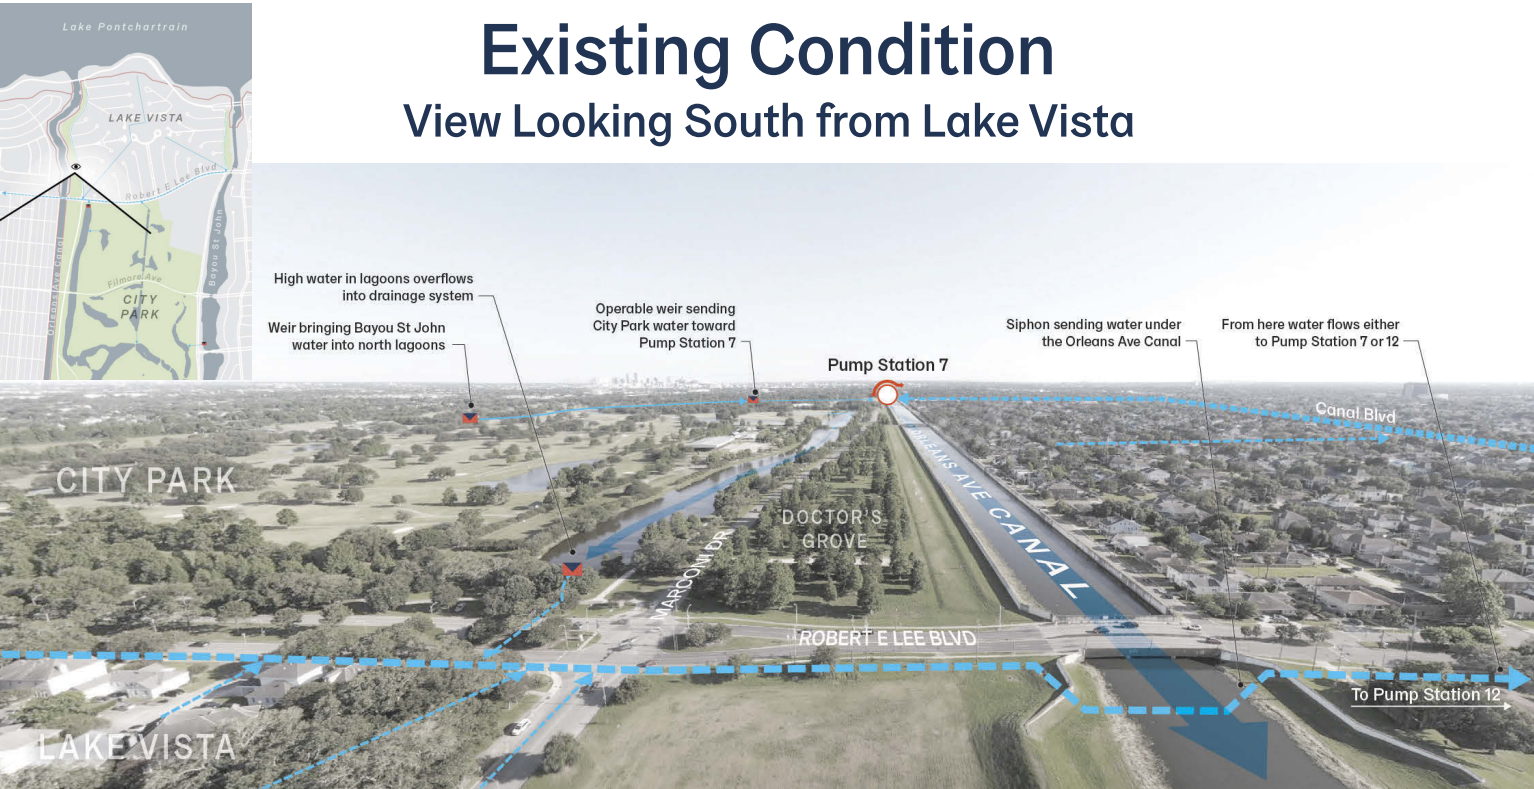 Existing Condition
View Looking South from Lake Vista
Lake Pontchartrain
LAKE VISTA
Robert E Lee Blvd
Orleans Ave Canal
Bayou St John
Filmore Ave
CITY
PARK
High water in lagoons overflows
into drainage system
Weir bringing Bayou St John
water into north lagoons
Operable weir sending
City Park water toward
Pump Station 7
Pump Station 7
Siphon sending water under
the Orleans Ave Canal
From here water flows either
to Pump Station 7 or 12
Canal Blvd
CITY PARK
ORLEANS AVE CANAL
DOCTOR'S
GROVE
MARCONI DR
ROBERT E LEE BLVD
To Pump Station 12
LAKE VISTA